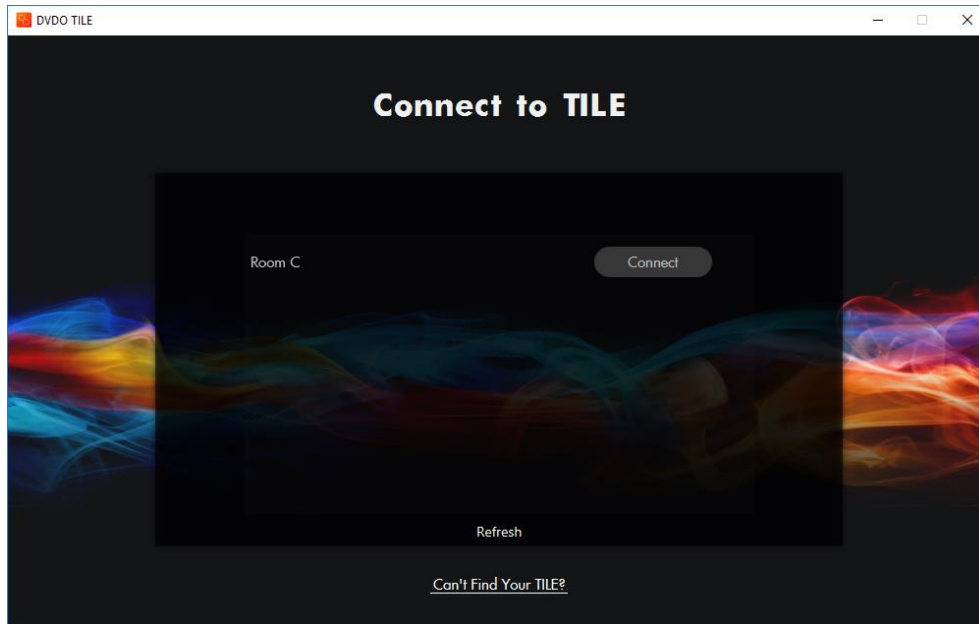 DVDO TILE
Connect to TILE
Room C Connect
Refresh
Can't Find Your TILE?